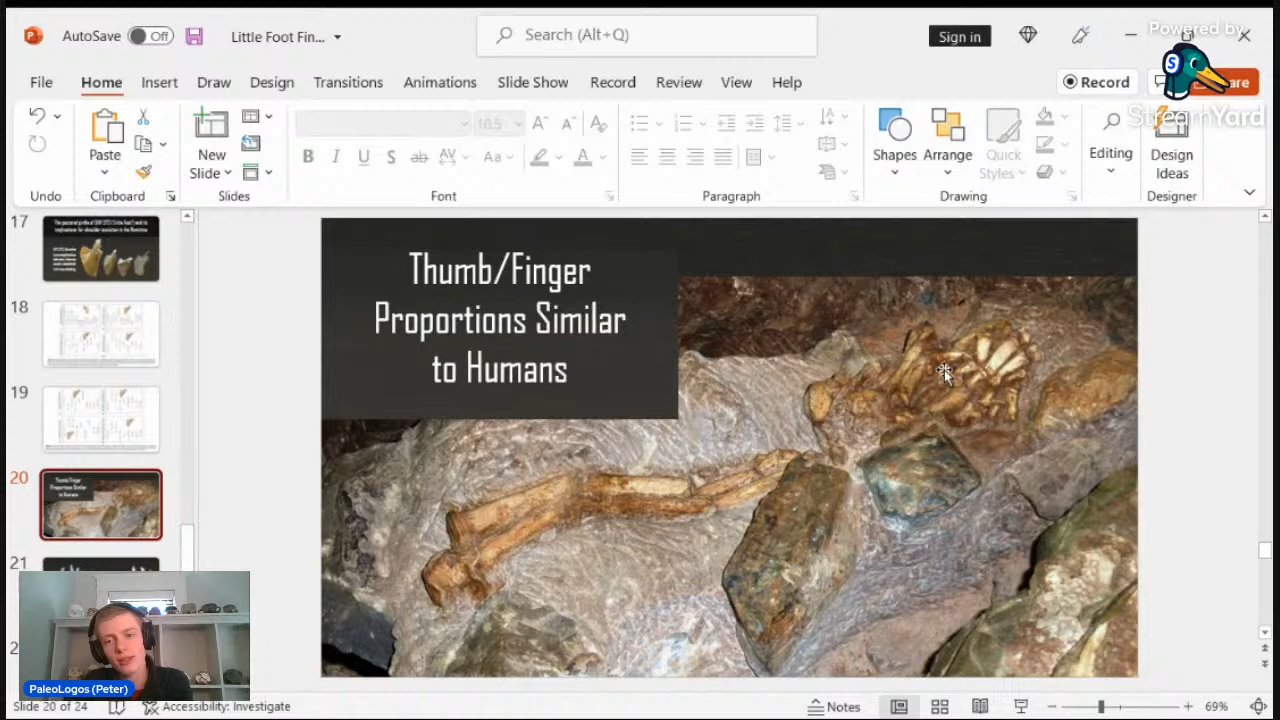 AutoSave Off Little Foot Fin... Search (Alt+Q) Sign in
Powered by
StreamYard
File Home Insert Draw Design Transitions Animations Slide Show Record Review View Help Record
Paste New Slide Shapes Arrange Quick Styles Editing Design Ideas
Undo Clipboard Slides Font Paragraph Drawing Designer
17
18
19
20
21
Thumb/Finger
Proportions Similar
to Humans
PaleoLogos (Peter)
Slide 20 of 24 Accessibility: Investigate Notes 69%